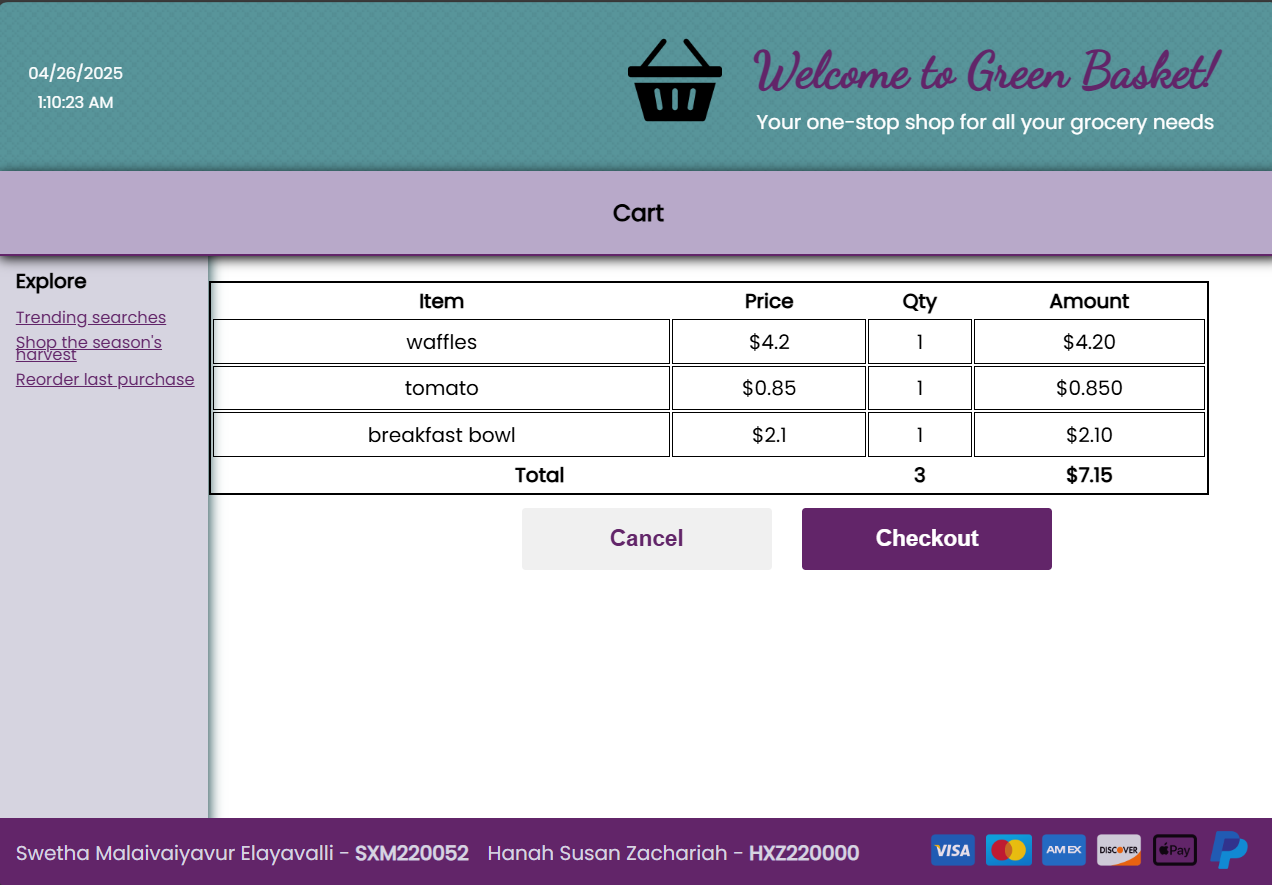 04/26/2025
1:10:23 AM
Welcome to Green Basket!
Your one-stop shop for all your grocery needs
Cart
Explore
Trending searches
Shop the season's
harvest
Reorder last purchase
Item Price Qty Amount
waffles $4.2 1 $4.20
tomato $0.85 1 $0.850
breakfast bowl $2.1 1 $2.10
Total 3 $7.15
Cancel Checkout
Swetha Malaivaiyavur Elayavalli - SXM220052 Hanah Susan Zachariah - HXZ220000 VISA AM EX DISCOVER Pay